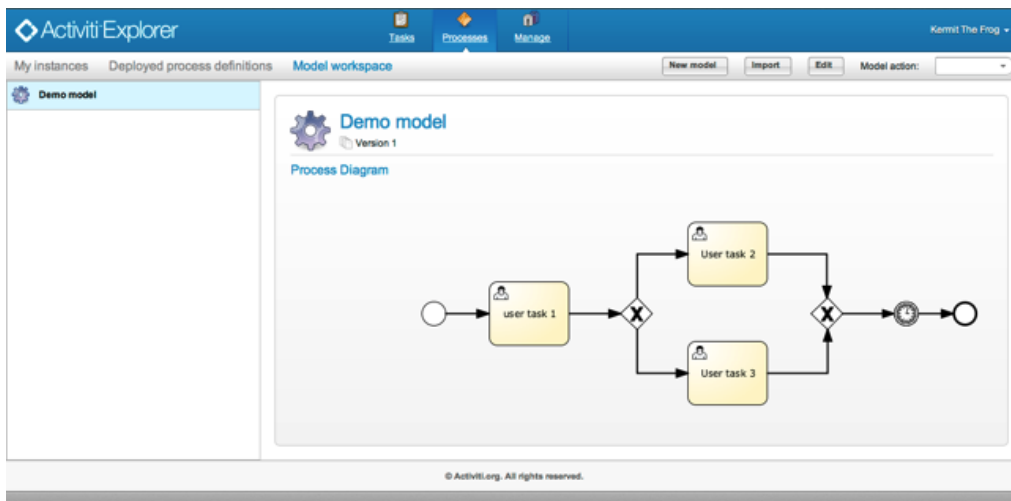 Activiti Explorer
Tasks
Processes
Manage
Kermit The Frog
My instances Deployed process definitions Model workspace
New model Import Edit Model action:
Demo model
Demo model
Version 1
Process Diagram
User task 2
user task 1
X
X
User task 3
© Activiti.org. All rights reserved.